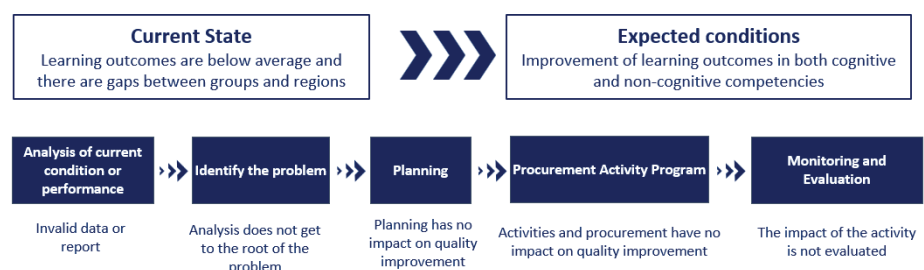 Current State
Learning outcomes are below average and
there are gaps between groups and regions
Expected conditions
Improvement of learning outcomes in both cognitive
and non-cognitive competencies
Analysis of current
condition or
performance
Identify the problem
Planning
Procurement Activity Program
Monitoring and
Evaluation
Invalid data or
report
Analysis does not get
to the root of the
problem
Planning has no
impact on quality
improvement
Activities and procurement have no
impact on quality improvement
The impact of the activity
is not evaluated